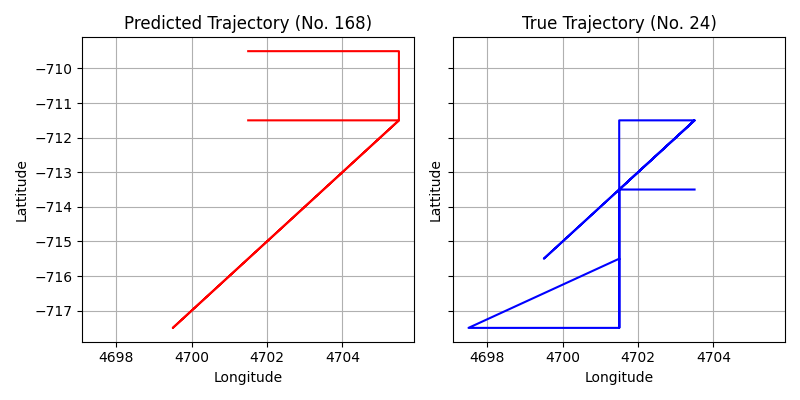 Predicted Trajectory (No. 168)
True Trajectory (No. 24)
−710
−711
−712
−713
−714
−715
−716
−717
Lattitude
Lattitude
4698 4700 4702 4704
4698 4700 4702 4704
Longitude
Longitude